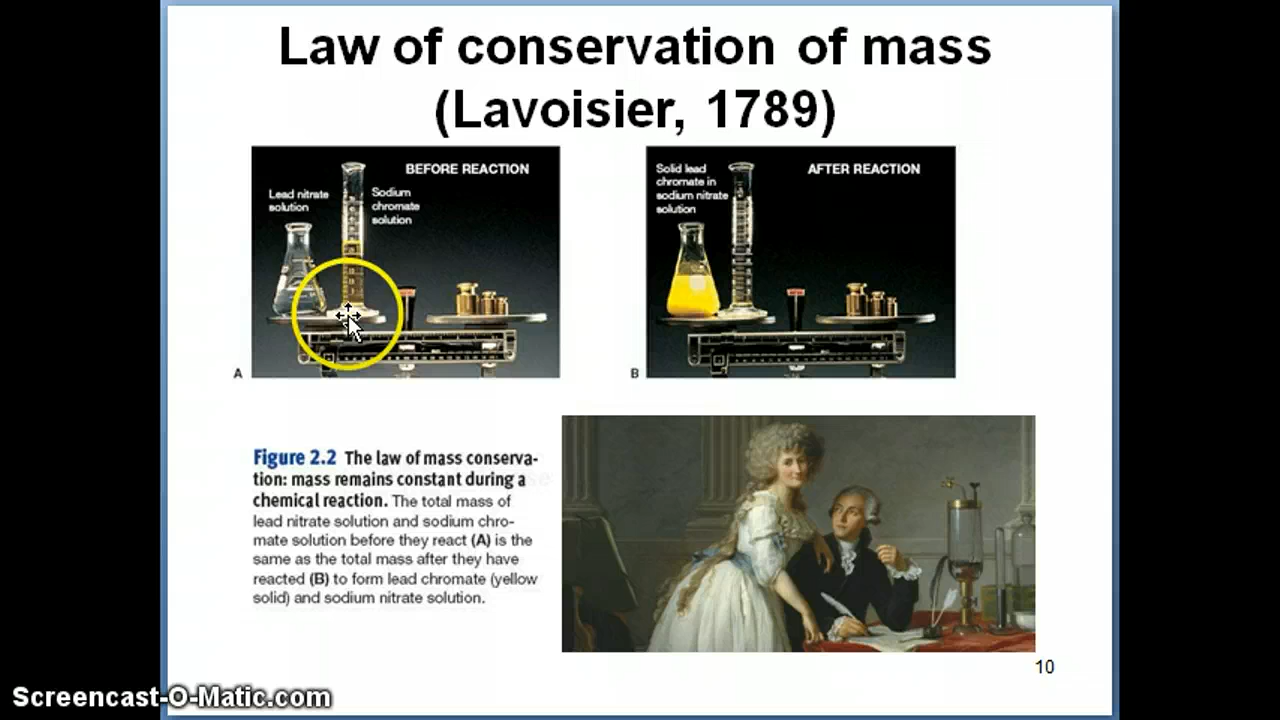 Law of conservation of mass
(Lavoisier, 1789)
Lead nitrate
solution
Sodium
chromate
solution
BEFORE REACTION
A
Solid lead
chromate in
sodium nitrate
solution
AFTER REACTION
B
Figure 2.2 The law of mass conserva-
tion: mass remains constant during a
chemical reaction. The total mass of
lead nitrate solution and sodium chro-
mate solution before they react (A) is the
same as the total mass after they have
reacted (B) to form lead chromate (yellow
solid) and sodium nitrate solution.
10
Screencast-O-Matic.com